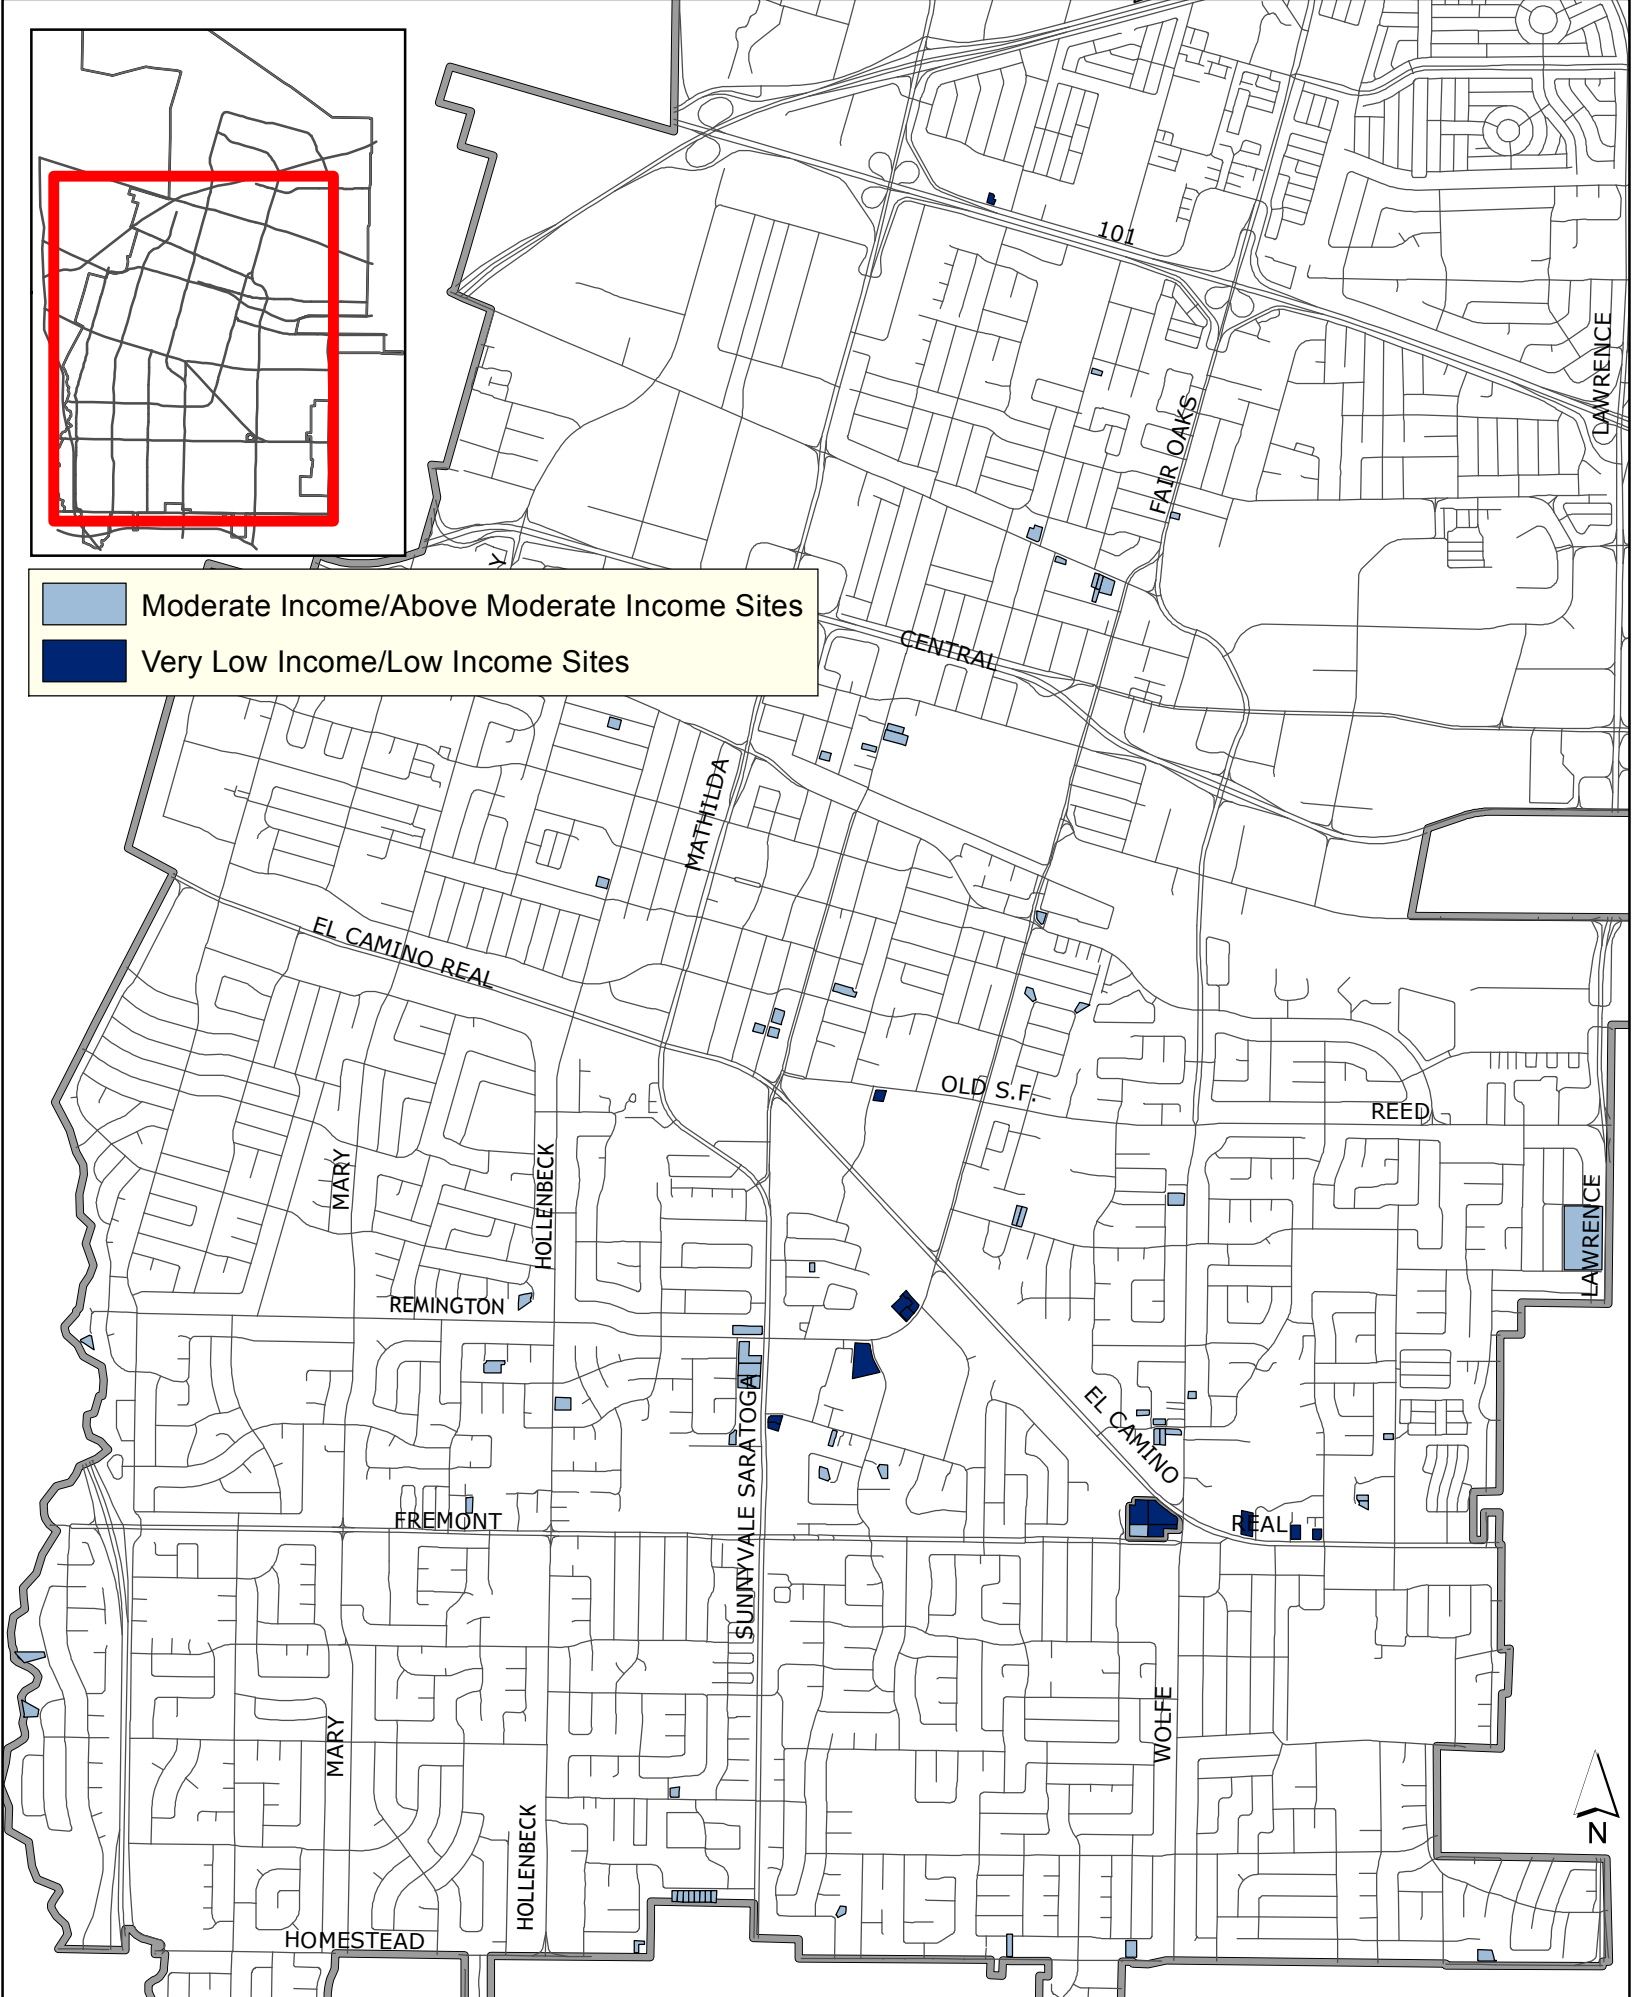 101
LAWRENCE
FAIR OAKS
Y
Moderate Income/Above Moderate Income Sites
CENTRAL
Very Low Income/Low Income Sites
MATHILDA
EL CAMINO REAL
OLD S.F.
REED
MARY
HOLLENBECK
LAWRENCE
REMINGTON
EL CAMINO
SUNNYVALE SARATOGA
FREMONT
REAL
MARY
WOLFE
HOLLENBECK
N
HOMESTEAD